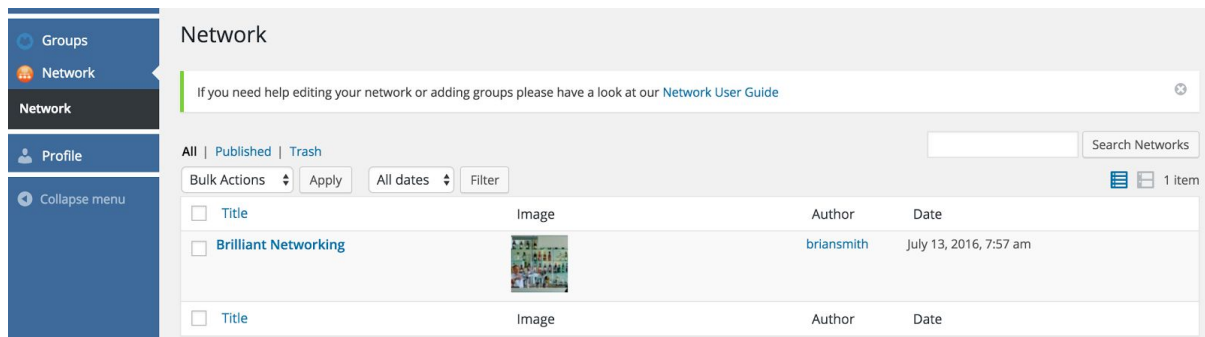 Groups
Network
Network
Profile
Collapse menu
Network
If you need help editing your network or adding groups please have a look at our Network User Guide
All | Published | Trash
Search Networks
Bulk Actions Apply All dates Filter
1 item
Title Image Author Date
Brilliant Networking briansmith July 13, 2016, 7:57 am
Title Image Author Date